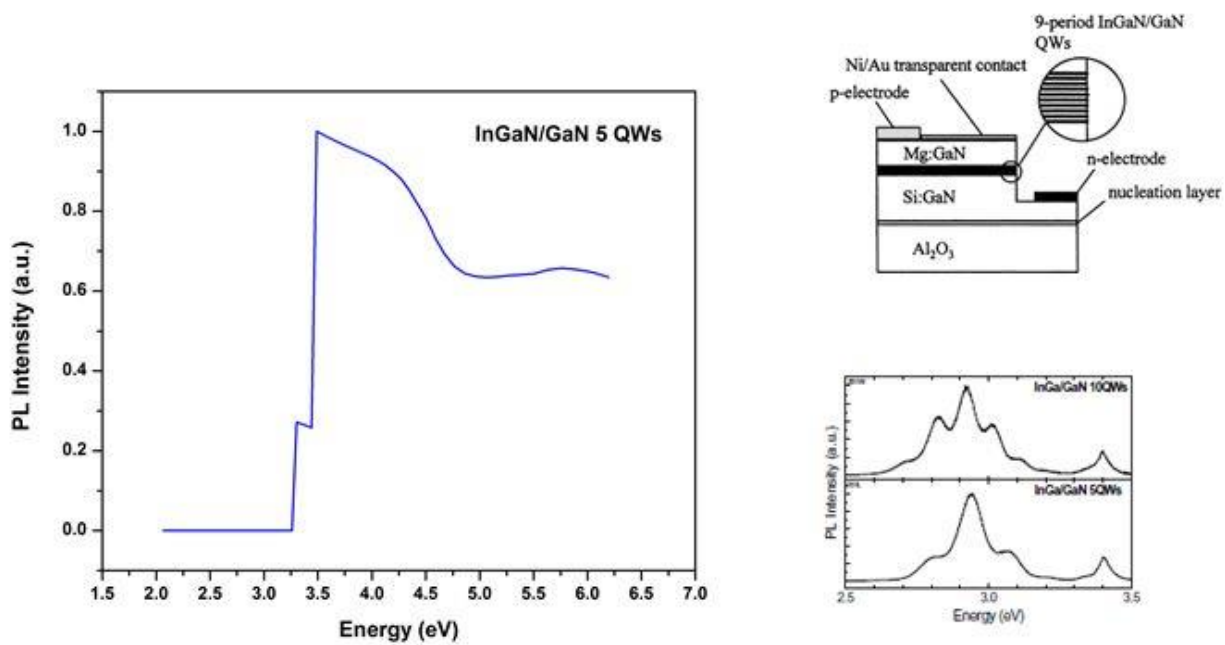 InGaN/GaN 5 QWs
PL Intensity (a.u.)
1.0
0.8
0.6
0.4
0.2
0.0
1.5 2.0 2.5 3.0 3.5 4.0 4.5 5.0 5.5 6.0 6.5 7.0
Energy (eV)
9-period InGaN/GaN
QWs
Ni/Au transparent contact
p-electrode
Mg:GaN
n-electrode
Si:GaN
nucleation layer
Al₂O₃
InGa/GaN 10QWs
InGa/GaN 5QWs
PL Intensity (a.u.)
2.5 3.0 3.5
Energy (eV)